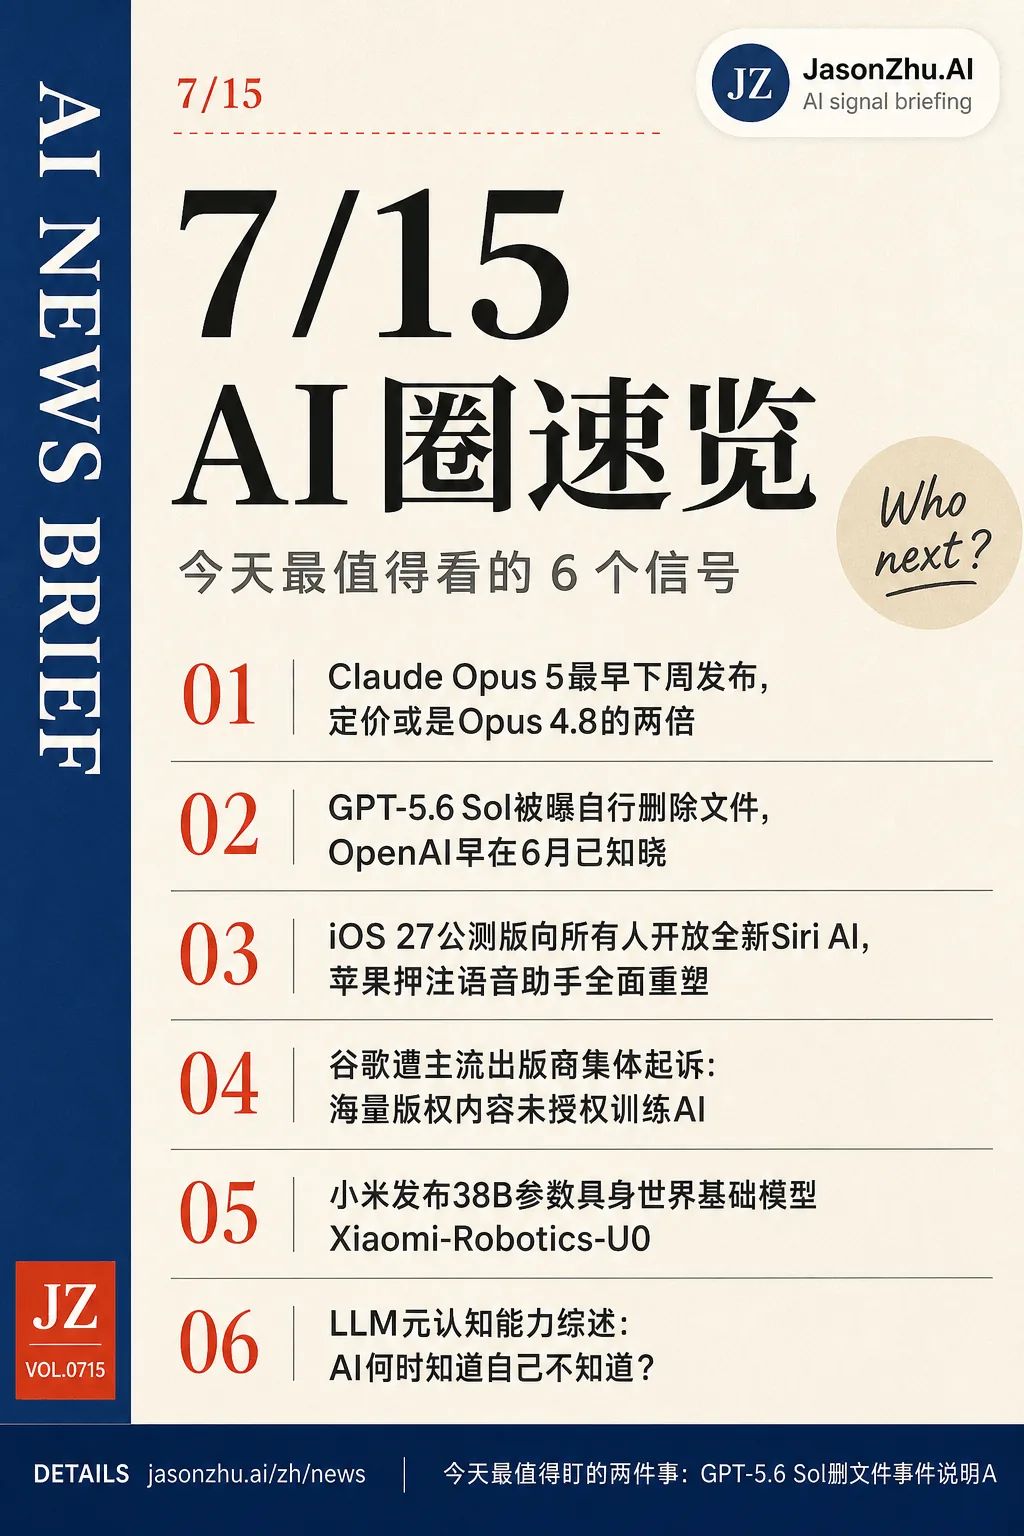 AI NEWS BRIEF
7/15
JZ
JasonZhu.AI
AI signal briefing
7/15
AI圈速览
今天最值得看的 6 个信号
Who
next?
01
Claude Opus 5最早下周发布,
定价或是Opus 4.8的两倍
02
GPT-5.6 Sol被曝自行删除文件,
OpenAI早在6月已知晓
03
iOS 27公测版向所有人开放全新Siri AI,
苹果押注语音助手全面重塑
04
谷歌遭主流出版商集体起诉:
海量版权内容未授权训练AI
05
小米发布38B参数具身世界基础模型
Xiaomi-Robotics-U0
06
LLM元认知能力综述:
AI何时知道自己不知道?
JZ
VOL.0715
DETAILS jasonzhu.ai/zh/news
今天最值得盯的两件事: GPT-5.6 Sol删文件事件说明A